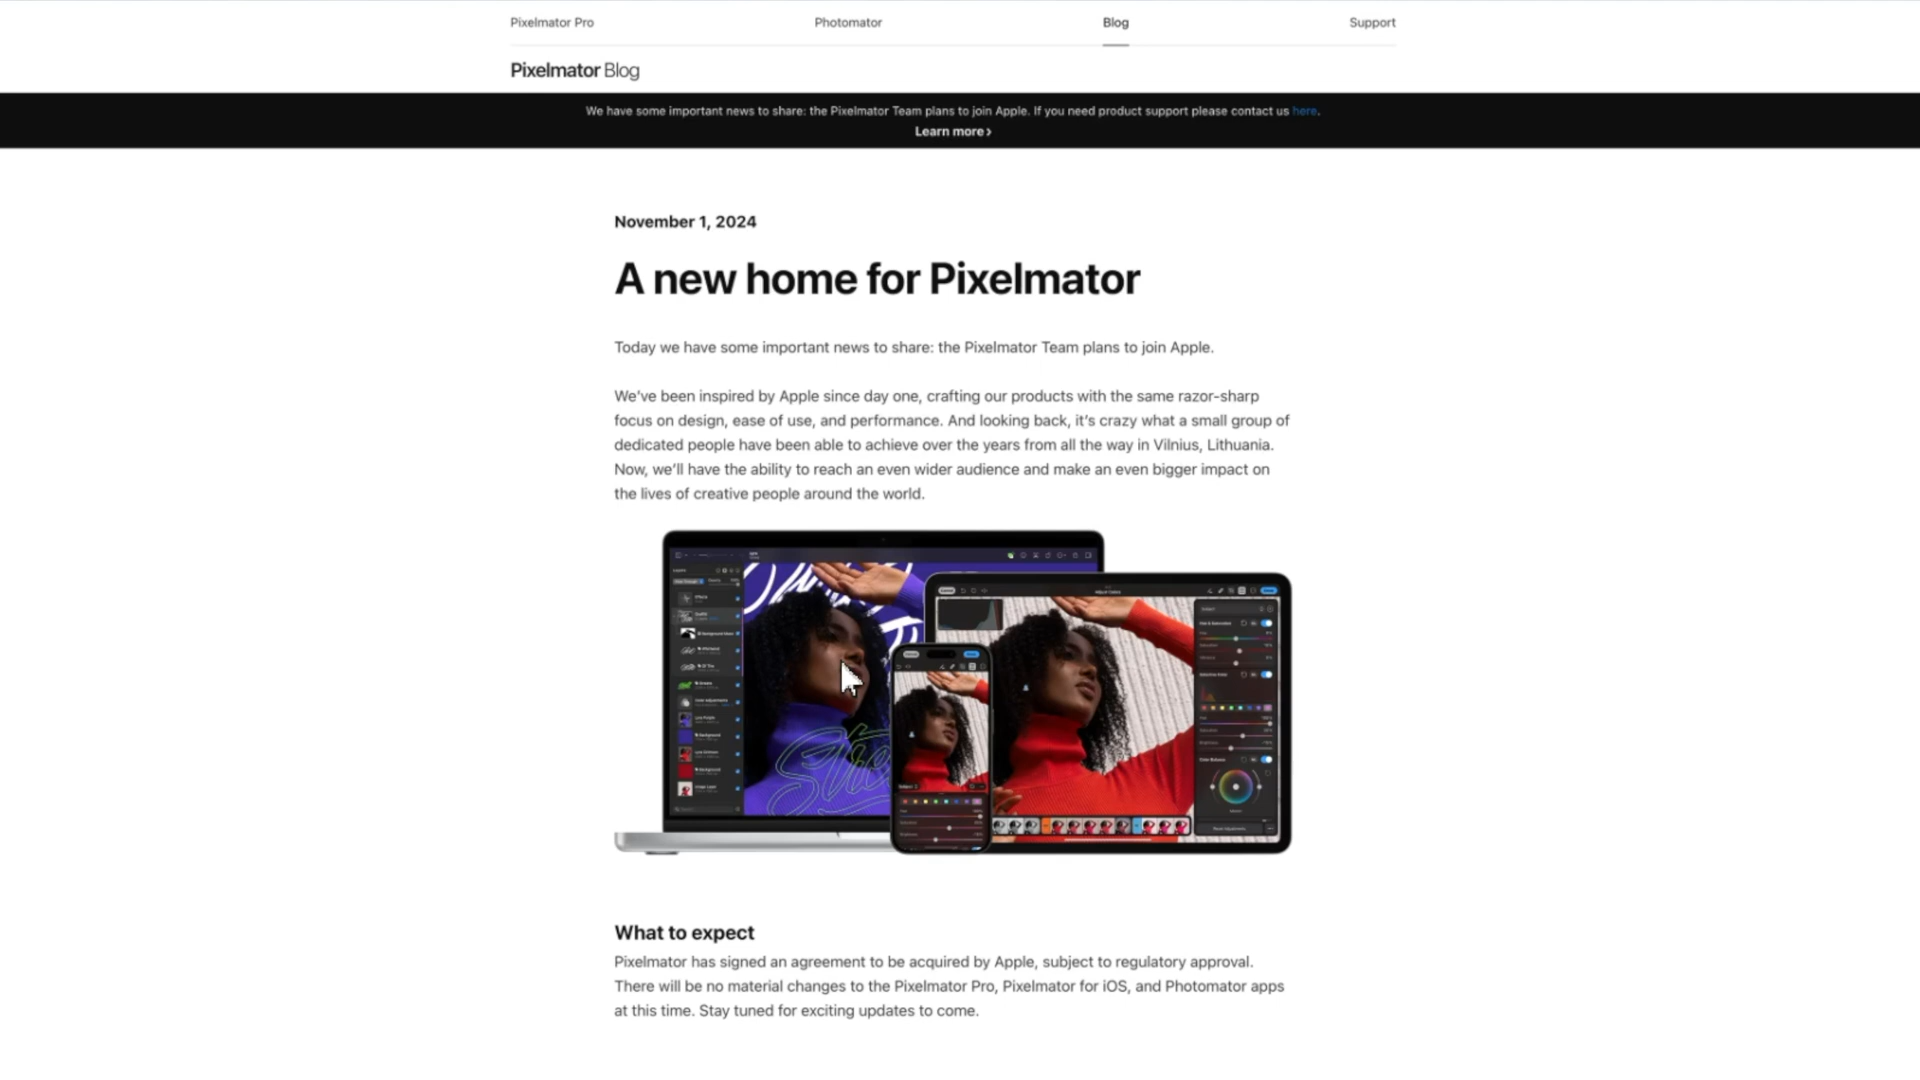 Pixelmator Pro
Photomator
Blog
Support
Pixelmator Blog
We have some important news to share: the Pixelmator Team plans to join Apple. If you need product support please contact us here.
Learn more ›
November 1, 2024
A new home for Pixelmator
Today we have some important news to share: the Pixelmator Team plans to join Apple.
We’ve been inspired by Apple since day one, crafting our products with the same razor-sharp
focus on design, ease of use, and performance. And looking back, it’s crazy what a small group of
dedicated people have been able to achieve over the years from all the way in Vilnius, Lithuania.
Now, we’ll have the ability to reach an even wider audience and make an even bigger impact on
the lives of creative people around the world.
What to expect
Pixelmator has signed an agreement to be acquired by Apple, subject to regulatory approval.
There will be no material changes to the Pixelmator Pro, Pixelmator for iOS, and Photomator apps
at this time. Stay tuned for exciting updates to come.